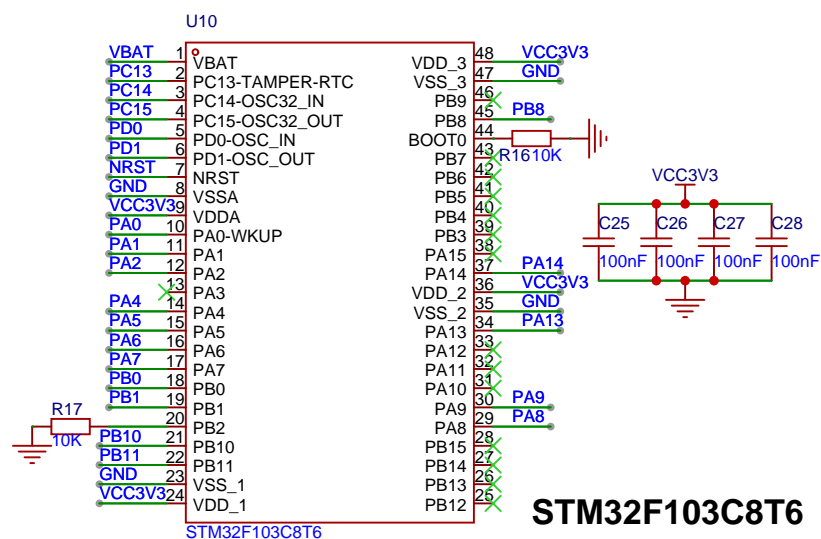 U10
VBAT 1 VBAT
PC13 2 PC13-TAMPER-RTC
PC14 3 PC14-OSC32_IN
PC15 4 PC15-OSC32_OUT
PD0 5 PD0-OSC_IN
PD1 6 PD1-OSC_OUT
NRST 7 NRST
GND 8 VSSA
VCC3V3 9 VDDA
PA0 10 PA0-WKUP
PA1 11 PA1
PA2 12 PA2
13 PA3
PA4 14 PA4
PA5 15 PA5
PA6 16 PA6
PA7 17 PA7
PB0 18 PB0
PB1 19 PB1
R17 10K 20 PB2
PB10 21 PB10
PB11 22 PB11
GND 23 VSS_1
VCC3V3 24 VDD_1
VDD_3 48 VCC3V3
VSS_3 47 GND
PB9 46
PB8 45 PB8
BOOT0 44 R16 10K
PB7 43
PB6 42
PB5 41
PB4 40
PB3 39
PA15 38
PA14 37 PA14
VDD_2 36 VCC3V3
VSS_2 35 GND
PA13 34 PA13
PA12 33
PA11 32
PA10 31
PA9 30 PA9
PA8 29 PA8
PB15 28
PB14 27
PB13 26
PB12 25
STM32F103C8T6
VCC3V3
C25 C26 C27 C28
100nF 100nF 100nF 100nF
STM32F103C8T6